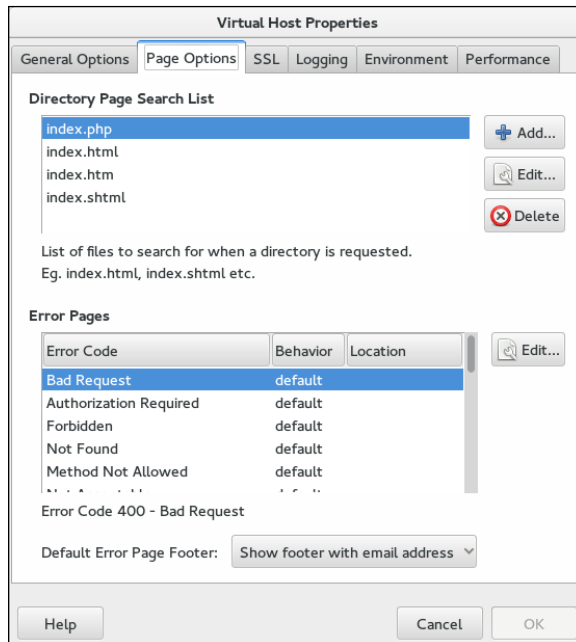 Virtual Host Properties
General Options Page Options SSL Logging Environment Performance
Directory Page Search List
index.php
Add...
index.html
index.htm
Edit...
index.shtml
Delete
List of files to search for when a directory is requested.
Eg. index.html, index.shtml etc.
Error Pages
Error Code Behavior Location
Edit...
Bad Request default
Authorization Required default
Forbidden default
Not Found default
Method Not Allowed default
Error Code 400 - Bad Request
Default Error Page Footer: Show footer with email address
Help Cancel OK